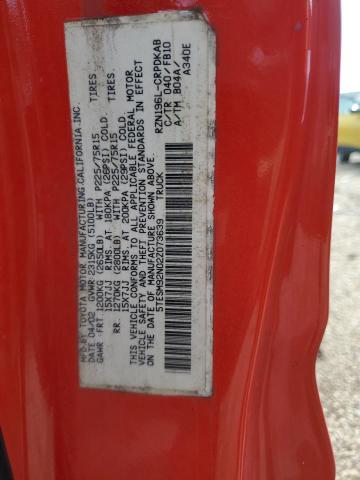 MFD BY: TOYOTA MOTOR MANUFACTURING CALIFORNIA, INC.
DATE: 04/02 GVWR: 2315KG (5100LB)
GAWR: FRT 1200KG (2650LB) WITH P225/75R15
TIRES 15X7JJ RIMS. AT 180KPA (26PSI) COLD.
RR. 1270KG (2800LB) WITH P225/75R15
TIRES 15X7JJ RIMS. AT 200KPA (29PSI) COLD.
THIS VEHICLE CONFORMS TO ALL APPLICABLE FEDERAL MOTOR
VEHICLE SAFETY AND THEFT PREVENTION STANDARDS IN EFFECT
ON THE DATE OF MANUFACTURE SHOWN ABOVE.
5TESM92N02Z073639 TRUCK
RZN196L-CRPDKAB
C/TR: 040/FB10
A/TM: B04A/
A34DE